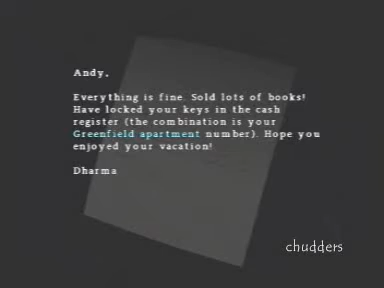 Andy,
Everything is fine. Sold lots of books!
Have locked your keys in the cash
register (the combination is your
Greenfield apartment number). Hope you
enjoyed your vacation!
Dharma
chudders